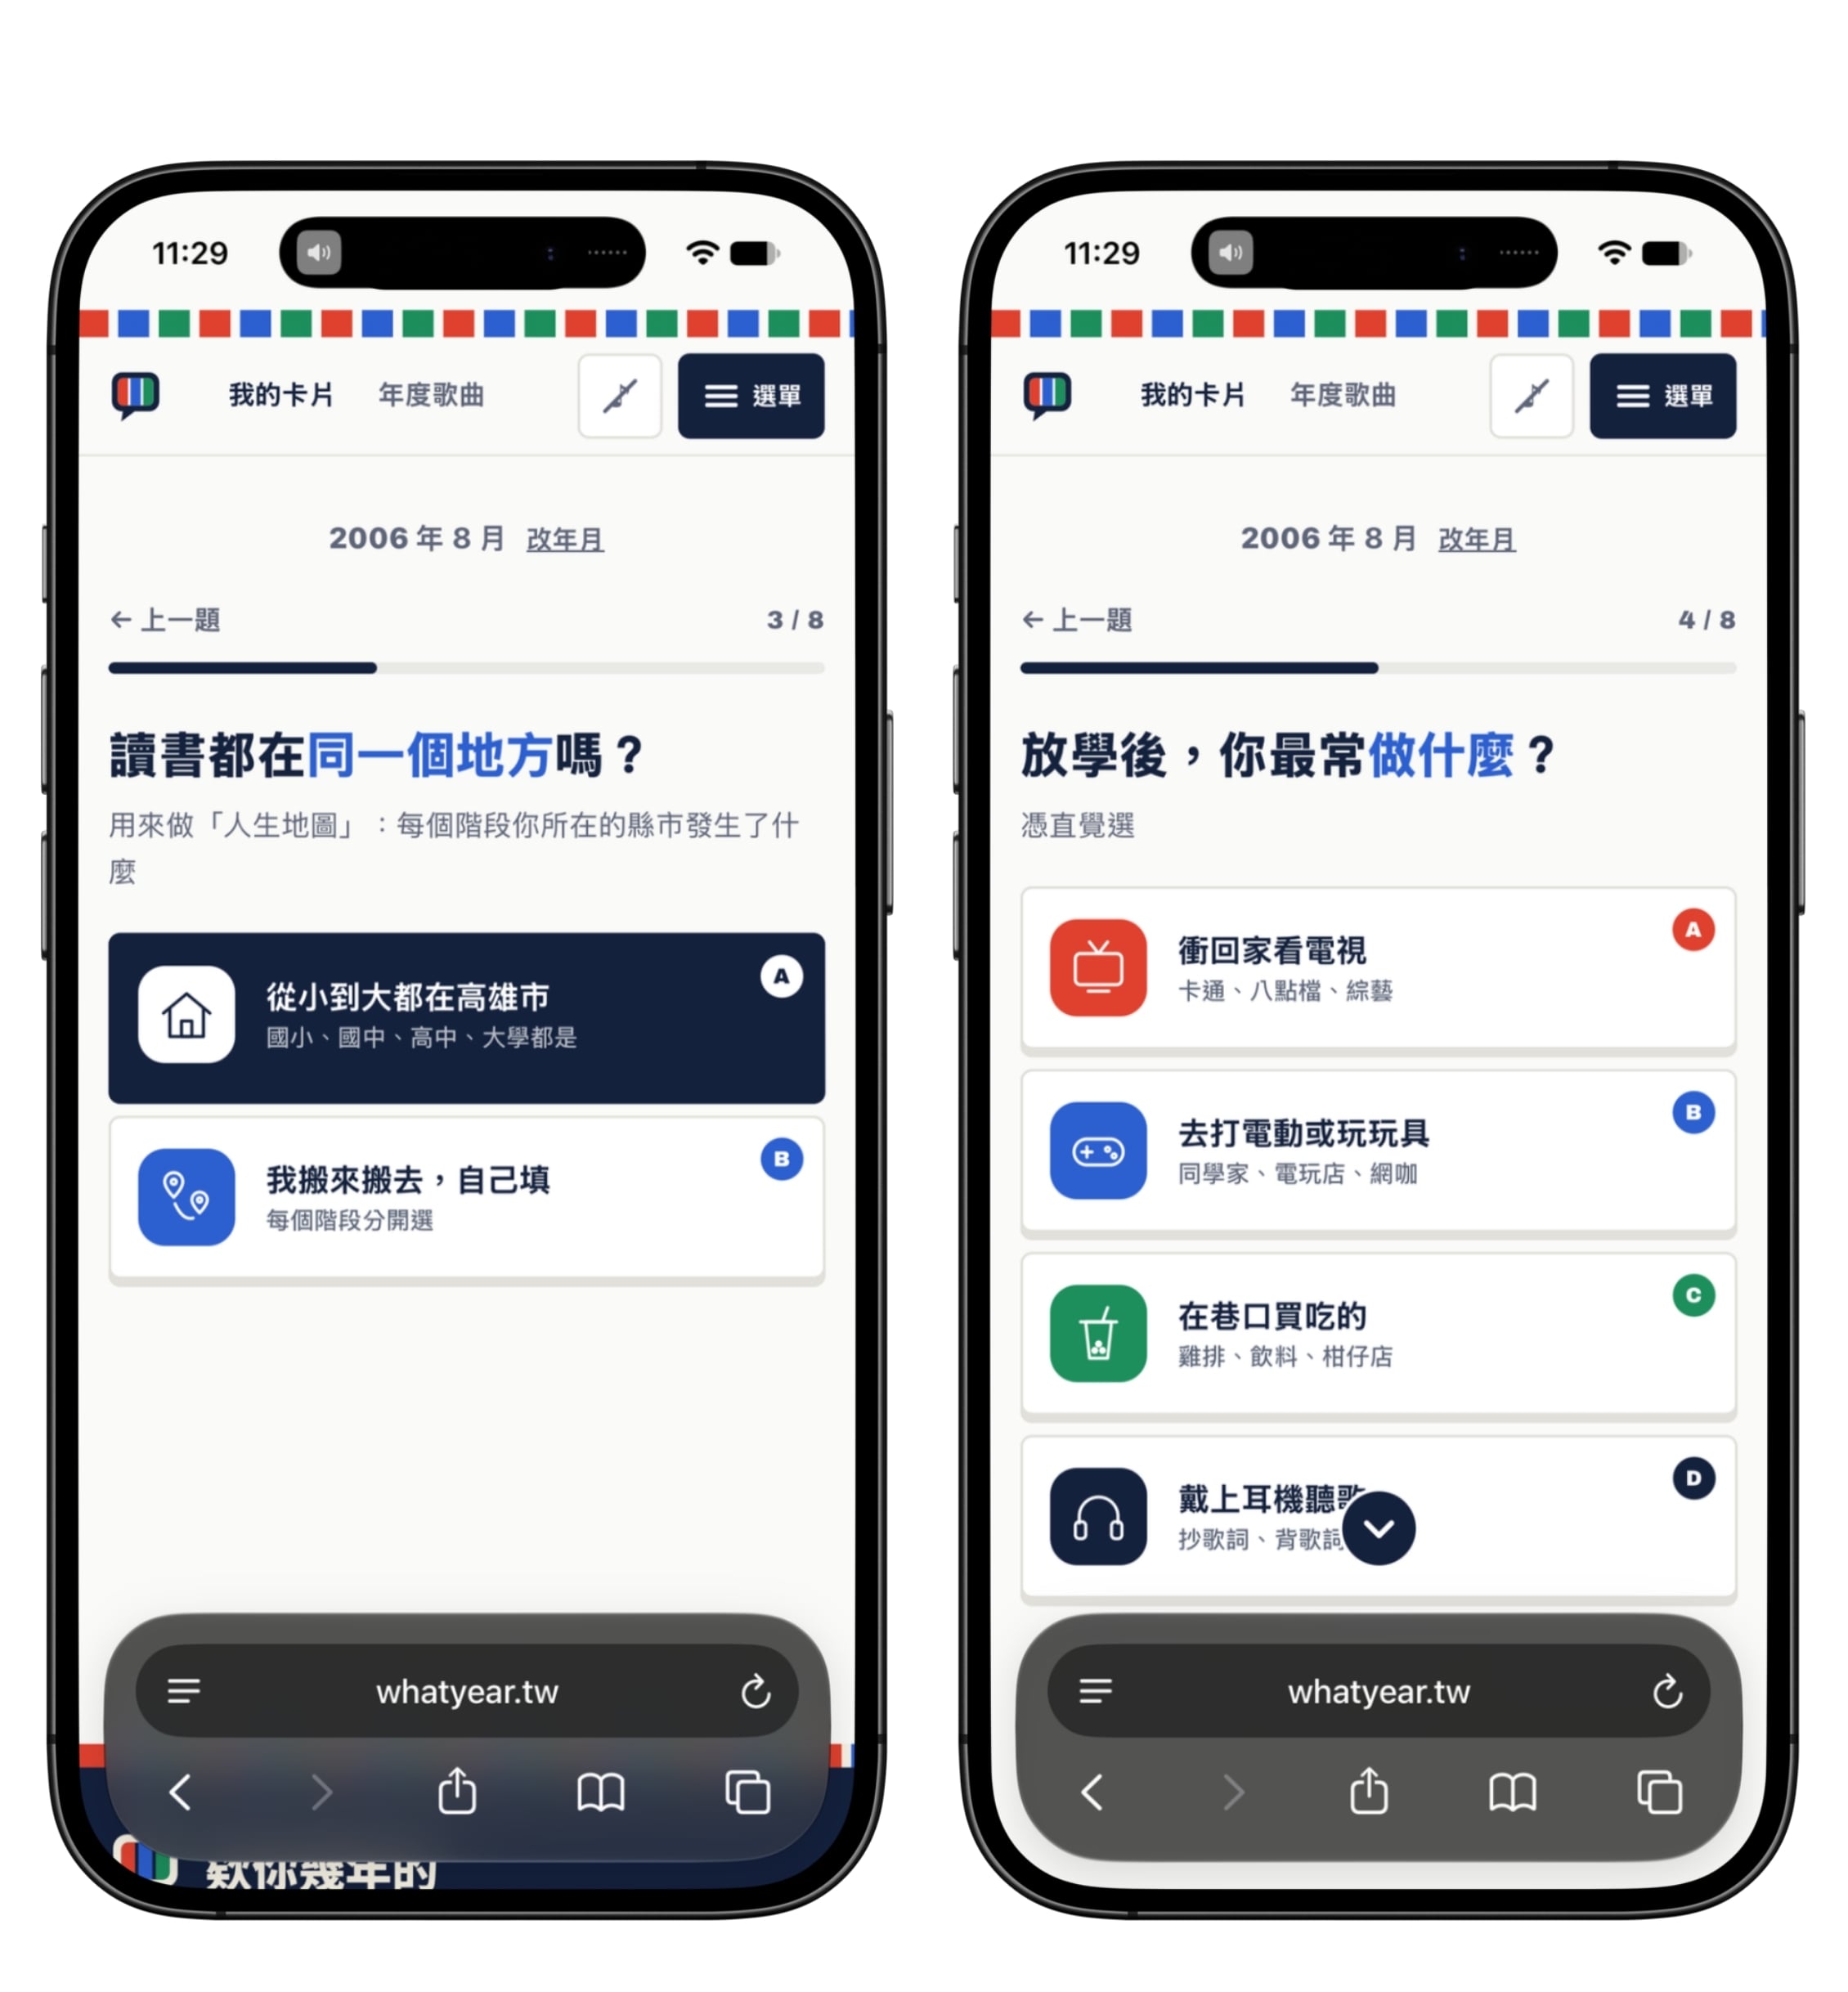 11:29
我的卡片
年度歌曲
選單
2006 年 8 月 改年月
← 上一題
3 / 8
讀書都在同一個地方嗎？
用來做「人生地圖」：每個階段你所在的縣市發生了什
麼
從小到大都在高雄市
A
國小、國中、高中、大學都是
我搬來搬去，自己填
B
每個階段分開選
whatyear.tw
欸你幾年的
11:29
我的卡片
年度歌曲
選單
2006 年 8 月 改年月
← 上一題
4 / 8
放學後，你最常做什麼？
憑直覺選
衝回家看電視
A
卡通、八點檔、綜藝
去打電動或玩玩具
B
同學家、電玩店、網咖
在巷口買吃的
C
雞排、飲料、柑仔店
戴上耳機聽歌
D
抄歌詞、背歌詞
whatyear.tw